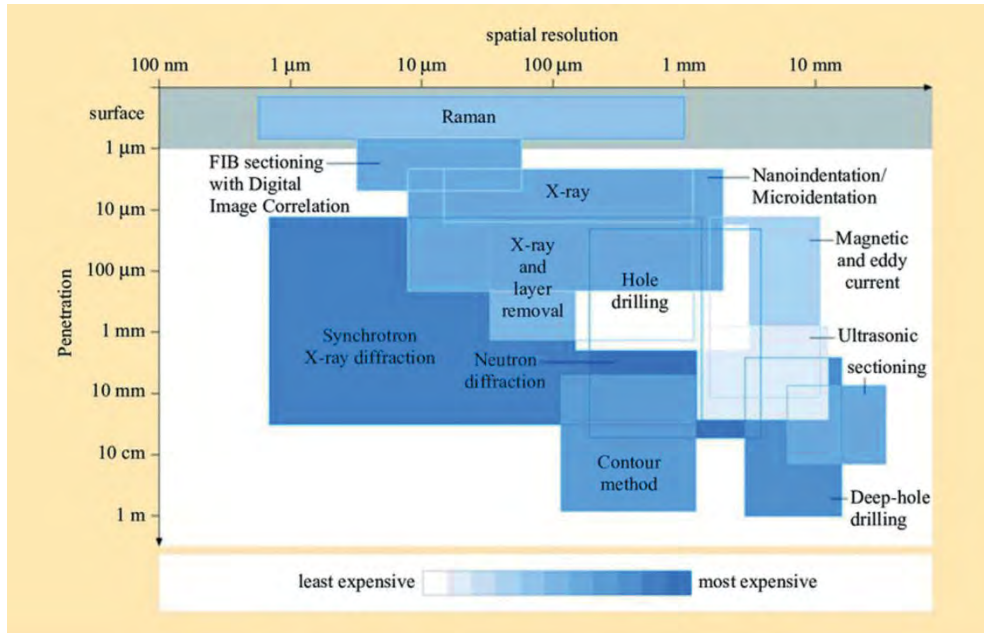 spatial resolution
100 nm
1 μm
10 μm
100 μm
1 mm
10 mm
surface
1 μm
10 μm
100 μm
1 mm
10 mm
10 cm
1 m
Penetration
Raman
FIB sectioning
with Digital
Image Correlation
X-ray
Nanoindentation/
Microidentation
X-ray
and
layer
removal
Hole
drilling
Magnetic
and eddy
current
Synchrotron
X-ray diffraction
Neutron
diffraction
Ultrasonic
sectioning
Contour
method
Deep-hole
drilling
least expensive
most expensive